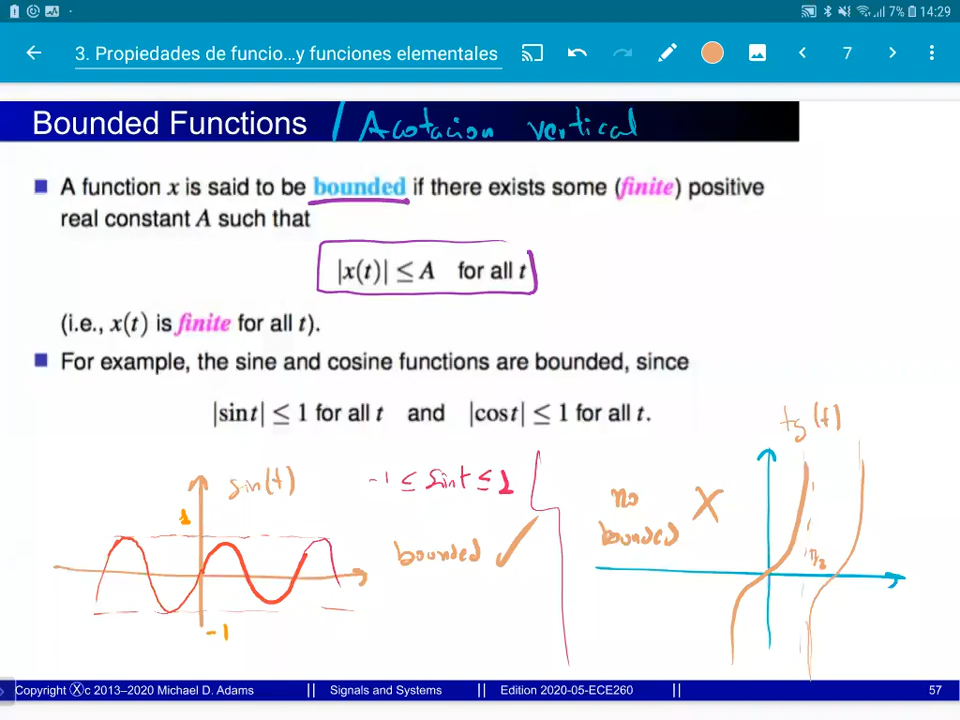 7% 14:29
3. Propiedades de funcio...y funciones elementales 7
Bounded Functions / Acotacion vertical
A function x is said to be bounded if there exists some (finite) positive
real constant A such that
|x(t)| ≤ A for all t
(i.e., x(t) is finite for all t).
For example, the sine and cosine functions are bounded, since
|sin t| ≤ 1 for all t and |cos t| ≤ 1 for all t.
tg(t)
sin(t)
-1 ≤ sin t ≤ 1
no
bounded X
1
bounded ✓
π/2
-1
Copyright Ⓧc 2013–2020 Michael D. Adams || Signals and Systems || Edition 2020-05-ECE260 || 57